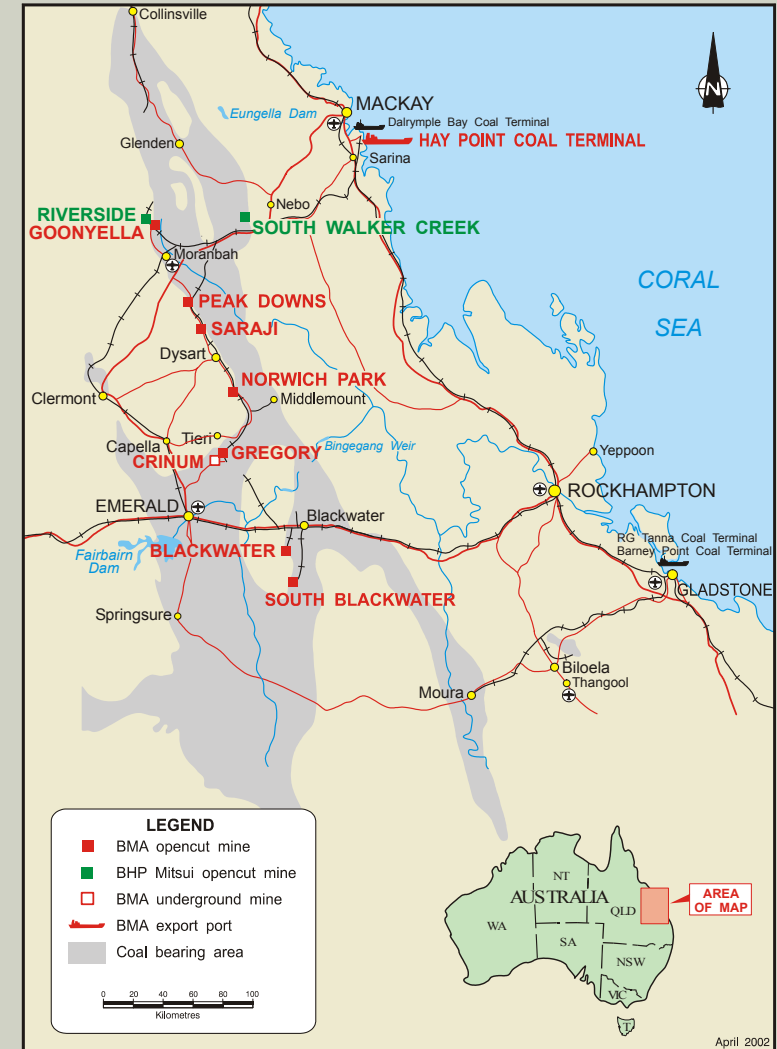 Collinsville
MACKAY
Eungella Dam
Dalrymple Bay Coal Terminal
HAY POINT COAL TERMINAL
Glenden
Sarina
N
Nebo
RIVERSIDE
SOUTH WALKER CREEK
GOONYELLA
Moranbah
CORAL
SEA
PEAK DOWNS
SARAJI
Dysart
NORWICH PARK
Clermont
Middlemount
Capella
Tieri
Bingegang Weir
GREGORY
CRINUM
Yeppoon
ROCKHAMPTON
EMERALD
Blackwater
RG Tanna Coal Terminal
Barney Point Coal Terminal
BLACKWATER
Fairbairn
Dam
GLADSTONE
SOUTH BLACKWATER
Springsure
Biloela
Thangool
Moura
LEGEND
BMA opencut mine
BHP Mitsui opencut mine
BMA underground mine
BMA export port
Coal bearing area
0 20 40 60 80 100
Kilometres
NT
AUSTRALIA
QLD
WA
SA
NSW
VIC
T
AREA
OF MAP
April 2002